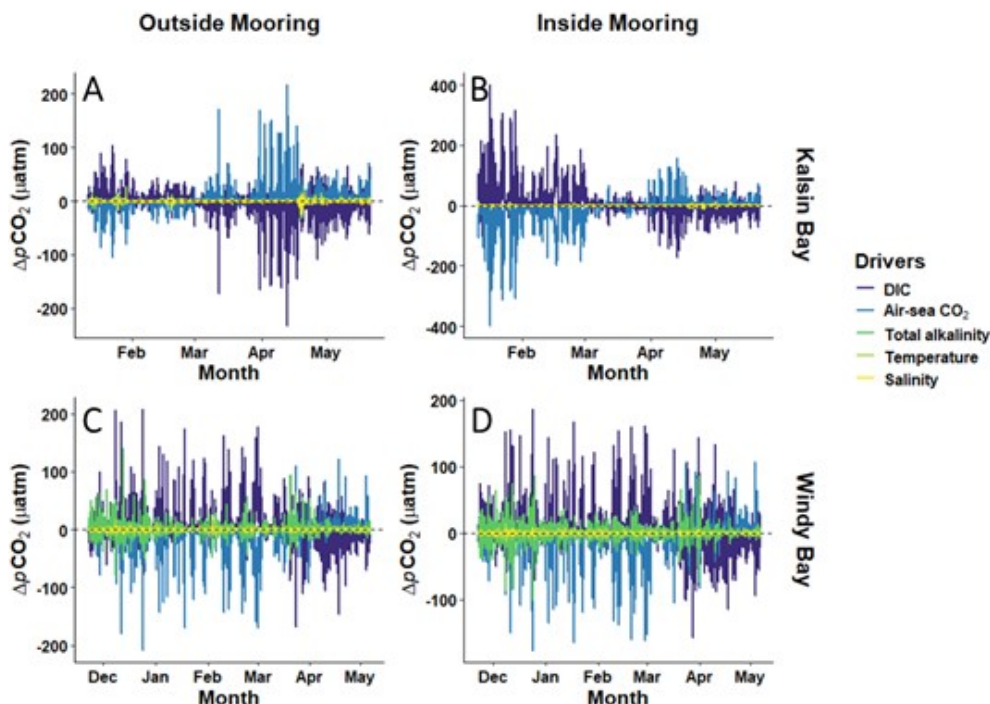 Outside Mooring
Inside Mooring
A
200
100
0
-100
-200
ΔpCO₂ (µatm)
Feb Mar Apr May
Month
B
400
200
0
-200
-400
ΔpCO₂ (µatm)
Feb Mar Apr May
Month
Kalsin Bay
C
200
100
0
-100
-200
ΔpCO₂ (µatm)
Dec Jan Feb Mar Apr May
Month
D
200
100
0
-100
ΔpCO₂ (µatm)
Dec Jan Feb Mar Apr May
Month
Windy Bay
Drivers
DIC
Air-sea CO₂
Total alkalinity
Temperature
Salinity